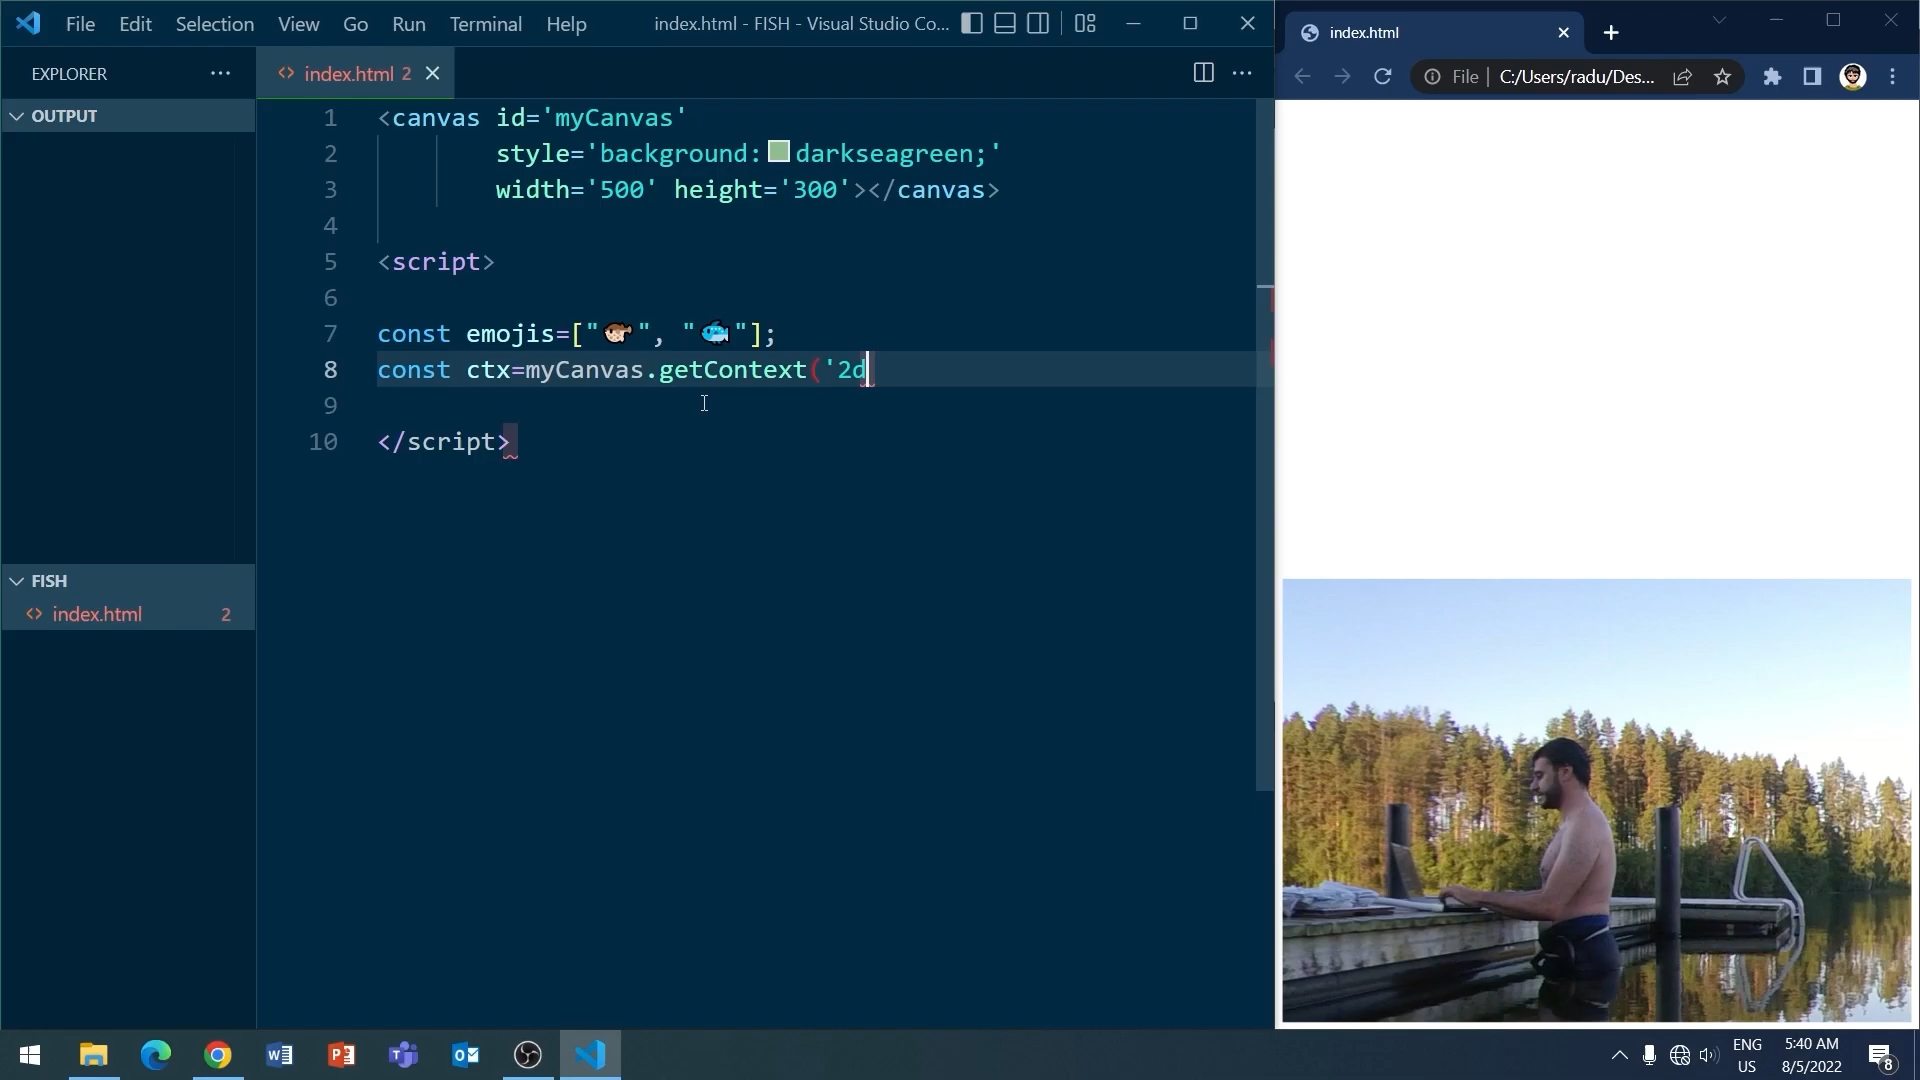 File Edit Selection View Go Run Terminal Help index.html - FISH - Visual Studio Co...
index.html
EXPLORER
index.html 2
File C:/Users/radu/Des...
OUTPUT
1 <canvas id='myCanvas'
2 style='background: darkseagreen;'
3 width='500' height='300'></canvas>
4
5 <script>
6
7 const emojis=["🐡", "🐟"];
8 const ctx=myCanvas.getContext('2d
9
10 </script>
FISH
index.html 2
ENG
US
5:40 AM
8/5/2022
8